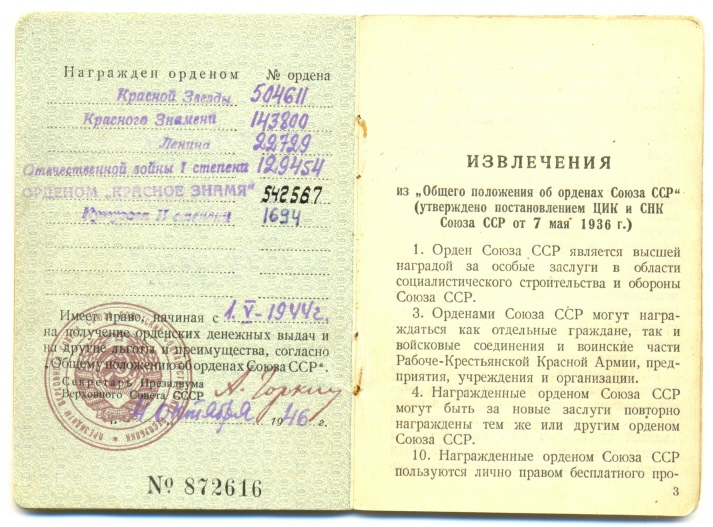 Награжден орденом № ордена
Красной Звезды 504611
Красного Знамени 143800
Ленина 22729
Отечественной войны I степени 129454
ОРДЕНОМ „КРАСНОЕ ЗНАМЯ" 542567
Кутузова II степени 1694
Имеет право, начиная с 1.V-1944г.
на получение орденских денежных выдач и
на другие льготы и преимущества, согласно
„Общему положению об орденах Союза ССР".
Секретарь Президиума
Верховного Совета СССР А. Горкин
4 октября 1946 г.
№ 872616
ИЗВЛЕЧЕНИЯ
из „Общего положения об орденах Союза ССР"
(утверждено постановлением ЦИК и СНК
Союза ССР от 7 мая 1936 г.)
1. Орден Союза ССР является высшей
наградой за особые заслуги в области
социалистического строительства и обороны
Союза ССР.
3. Орденами Союза ССР могут на-
граждаться как отдельные граждане, так и
войсковые соединения и воинские части
Рабоче-Крестьянской Красной Армии, пред-
приятия, учреждения и организации.
4. Награжденные орденом Союза ССР
могут быть за новые заслуги повторно
награждены тем же или другим орденом
Союза ССР.
10. Награжденные орденом Союза ССР
пользуются лично правом бесплатного про-
3